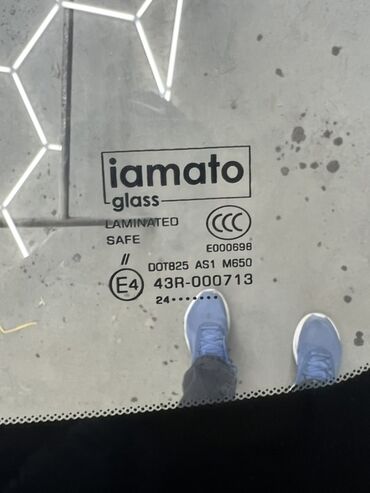 iamato
glass
LAMINATED
SAFE
CCC
E000698
//
DOT825 AS1 M650
E4 43R-000713
24.......